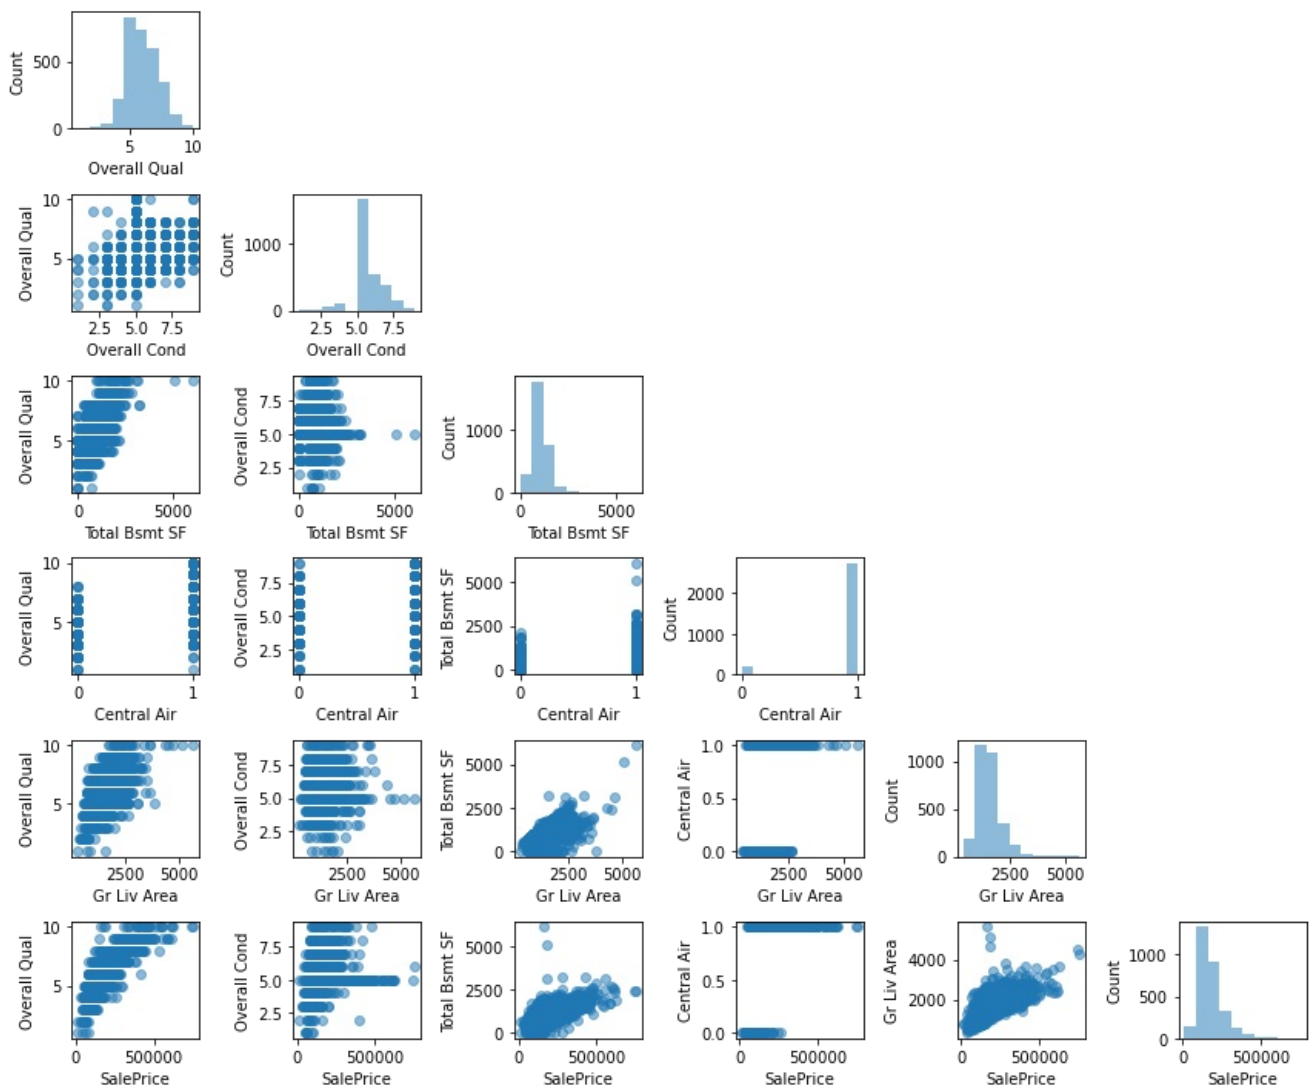 Count
500
0
5 10
Overall Qual
Overall Qual
10
5
2.5 5.0 7.5
Overall Cond
Count
1000
0
2.5 5.0 7.5
Overall Cond
Overall Qual
10
5
0 5000
Total Bsmt SF
Overall Cond
7.5
5.0
2.5
0 5000
Total Bsmt SF
Count
1000
0
0 5000
Total Bsmt SF
Overall Qual
10
5
0 1
Central Air
Overall Cond
7.5
5.0
2.5
0 1
Central Air
Total Bsmt SF
5000
2500
0
0 1
Central Air
Count
2000
1000
0
0 1
Central Air
Overall Qual
10
5
2500 5000
Gr Liv Area
Overall Cond
7.5
5.0
2.5
2500 5000
Gr Liv Area
Total Bsmt SF
5000
2500
0
2500 5000
Gr Liv Area
Central Air
1.0
0.5
0.0
2500 5000
Gr Liv Area
Count
1000
500
0
2500 5000
Gr Liv Area
Overall Qual
10
5
0 500000
SalePrice
Overall Cond
7.5
5.0
2.5
0 500000
SalePrice
Total Bsmt SF
5000
2500
0
0 500000
SalePrice
Central Air
1.0
0.5
0.0
0 500000
SalePrice
Gr Liv Area
4000
2000
0 500000
SalePrice
Count
1000
500
0
0 500000
SalePrice